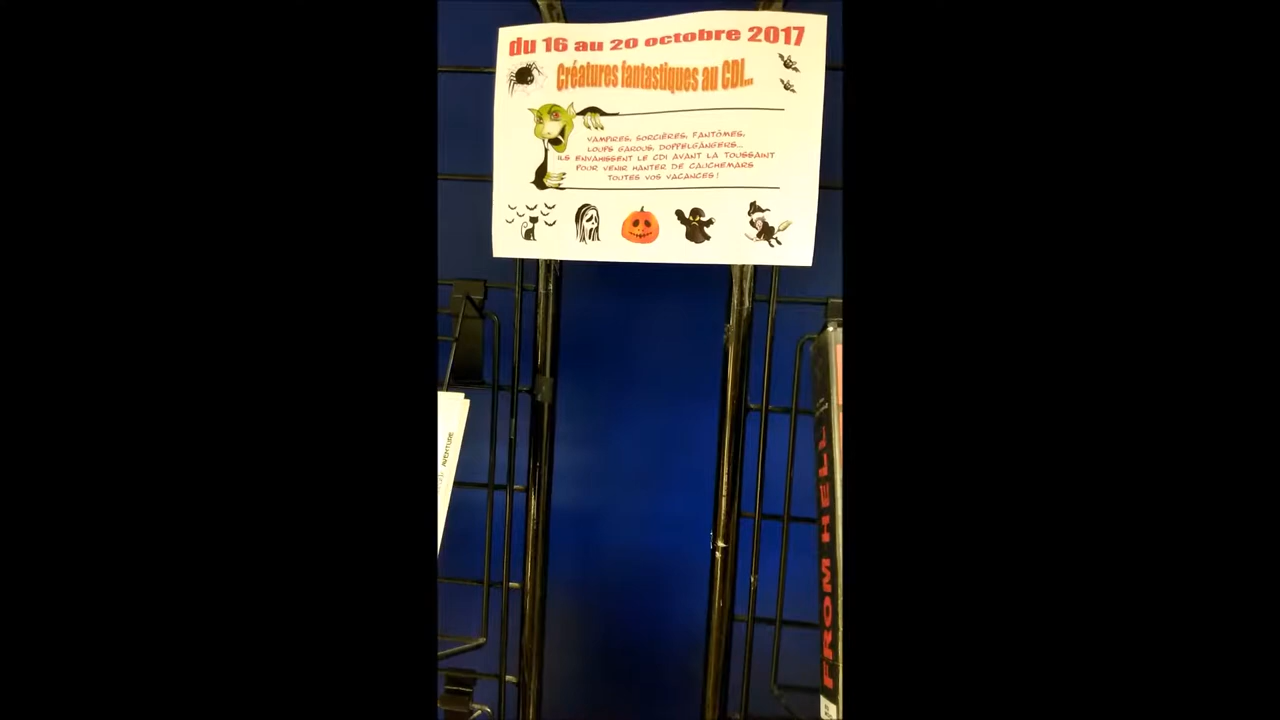 du 16 au 20 octobre 2017
Créatures fantastiques au CDI...
VAMPIRES, SORCIÈRES, FANTÔMES,
LOUPS GAROUS, DOPPELGÄNGERS...
ILS ENVAHISSENT LE CDI AVANT LA TOUSSAINT
POUR VENIR HANTER DE CAUCHEMARS
TOUTES VOS VACANCES !
AVENTURE
FROM HELL